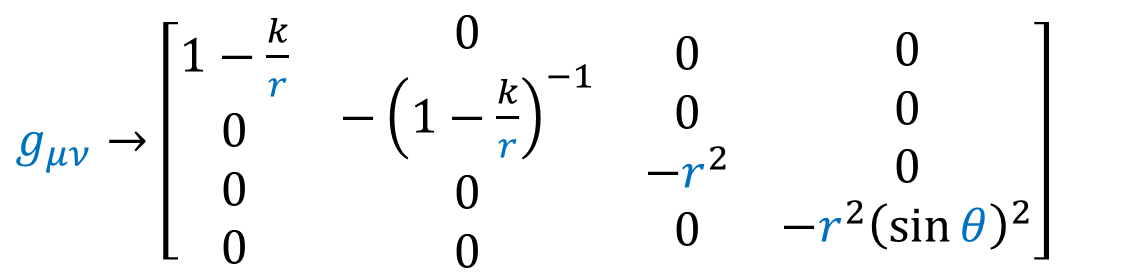 g_{μν} → [ 1 − k/r   0   0   0
0   −(1 − k/r)^{−1}   0   0
0   0   −r²   0
0   0   0   −r²(sin θ)² ]